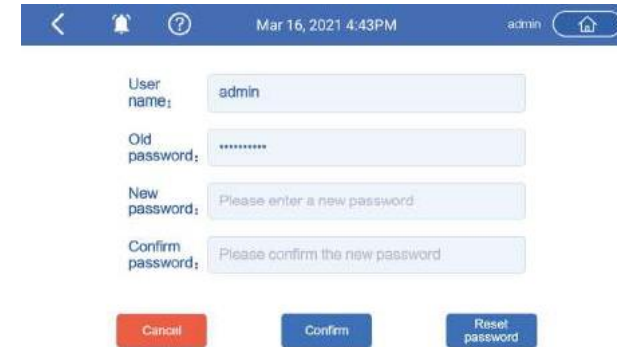 Mar 16, 2021 4:43PM
admin
User
name:
admin
Old
password:
••••••••••
New
password:
Please enter a new password
Confirm
password:
Please confirm the new password
Cancel
Confirm
Reset
password